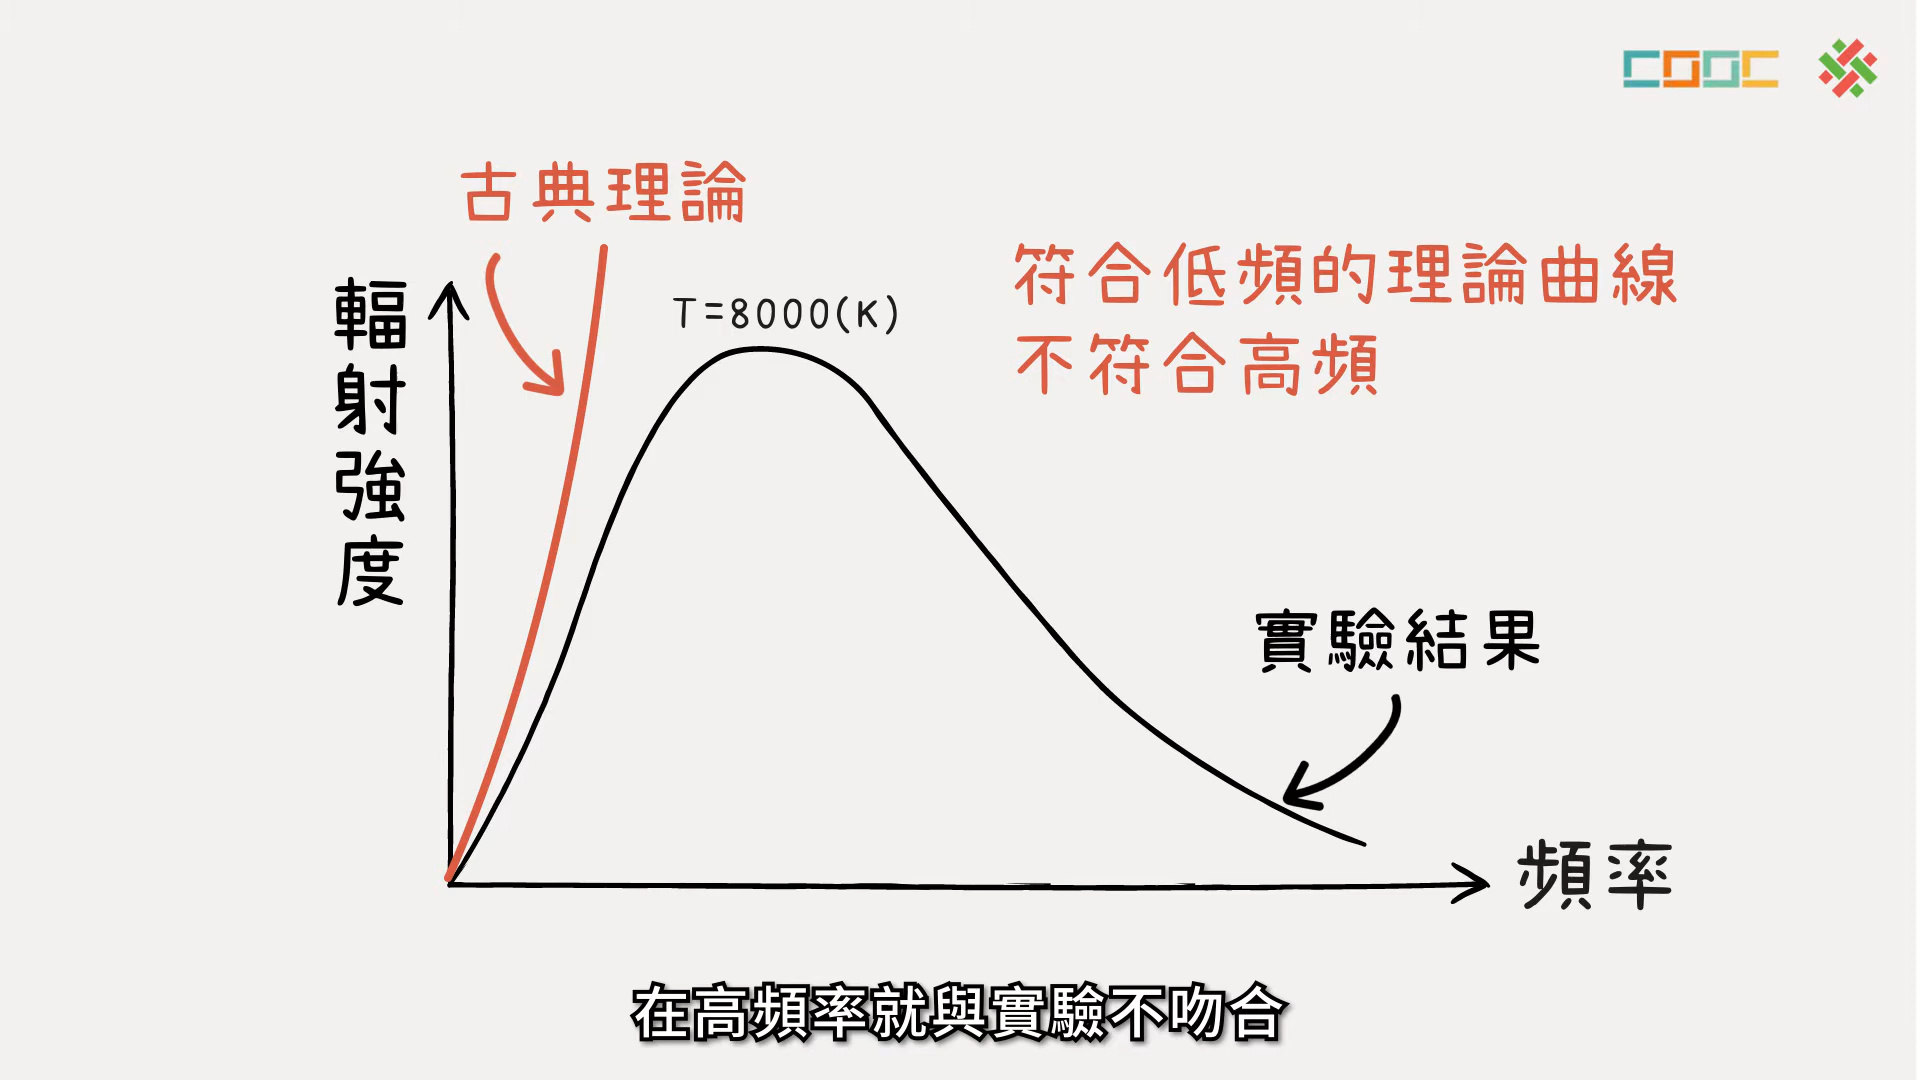 COOC
古典理論
T=8000(K)
符合低頻的理論曲線
不符合高頻
輻射強度
實驗結果
頻率
在高頻率就與實驗不吻合